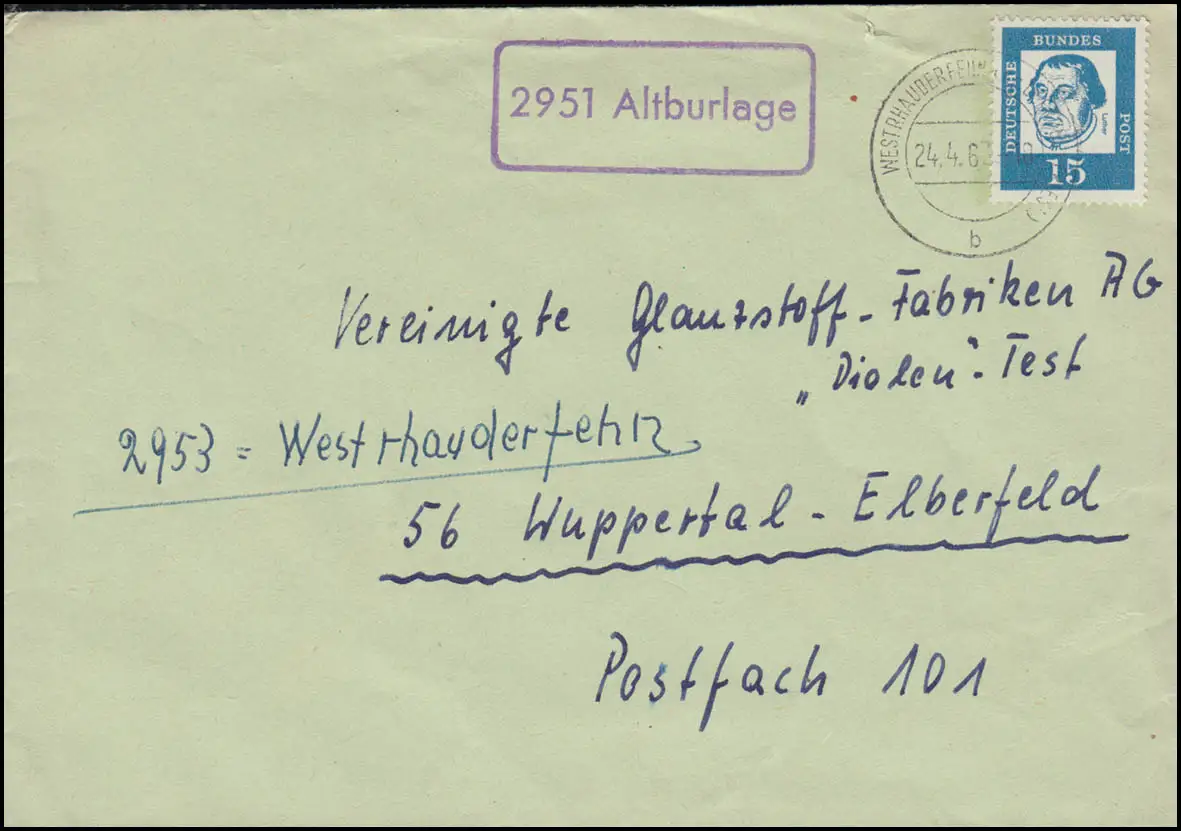 2951 Altburlage
WESTRHAUDERFEHN
24.4.63
b
DEUTSCHE
BUNDES
POST
Luther
15
Vereinigte Glanzstoff-Fabriken AG
„Diolen"-Test
2953 = Westrhauderfehn
56 Wuppertal-Elberfeld
Postfach 101